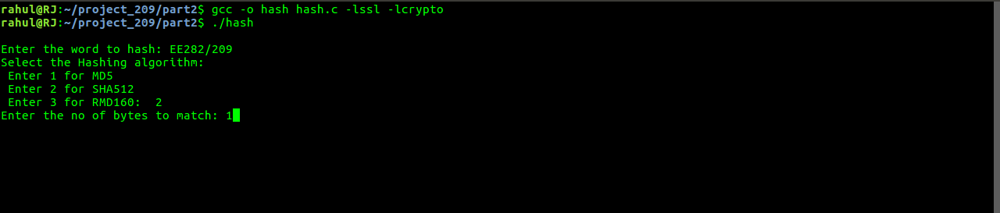 rahul@RJ:~/project_209/part2$ gcc -o hash hash.c -lssl -lcrypto
rahul@RJ:~/project_209/part2$ ./hash
Enter the word to hash: EE282/209
Select the Hashing algorithm:
Enter 1 for MD5
Enter 2 for SHA512
Enter 3 for RMD160:  2
Enter the no of bytes to match: 1